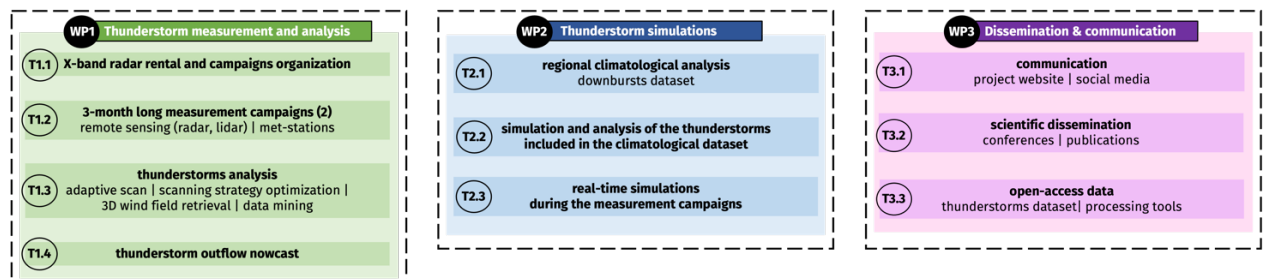 WP1 Thunderstorm measurement and analysis
T1.1 X-band radar rental and campaigns organization
T1.2 3-month long measurement campaigns (2)
remote sensing (radar, lidar) | met-stations
T1.3 thunderstorms analysis
adaptive scan | scanning strategy optimization |
3D wind field retrieval | data mining
T1.4 thunderstorm outflow nowcast
WP2 Thunderstorm simulations
T2.1 regional climatological analysis
downbursts dataset
T2.2 simulation and analysis of the thunderstorms
included in the climatological dataset
T2.3 real-time simulations
during the measurement campaigns
WP3 Dissemination & communication
T3.1 communication
project website | social media
T3.2 scientific dissemination
conferences | publications
T3.3 open-access data
thunderstorms dataset| processing tools